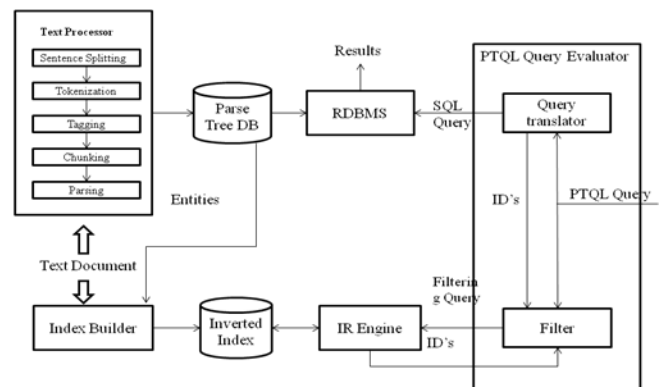 Text Processor
Sentence Splitting
Tokenization
Tagging
Chunking
Parsing
Parse
Tree DB
Results
RDBMS
SQL
Query
PTQL Query Evaluator
Query
translator
Entities
ID`s
PTQL Query
Text Document
Index Builder
Inverted
Index
IR Engine
Filterin
g Query
ID`s
Filter